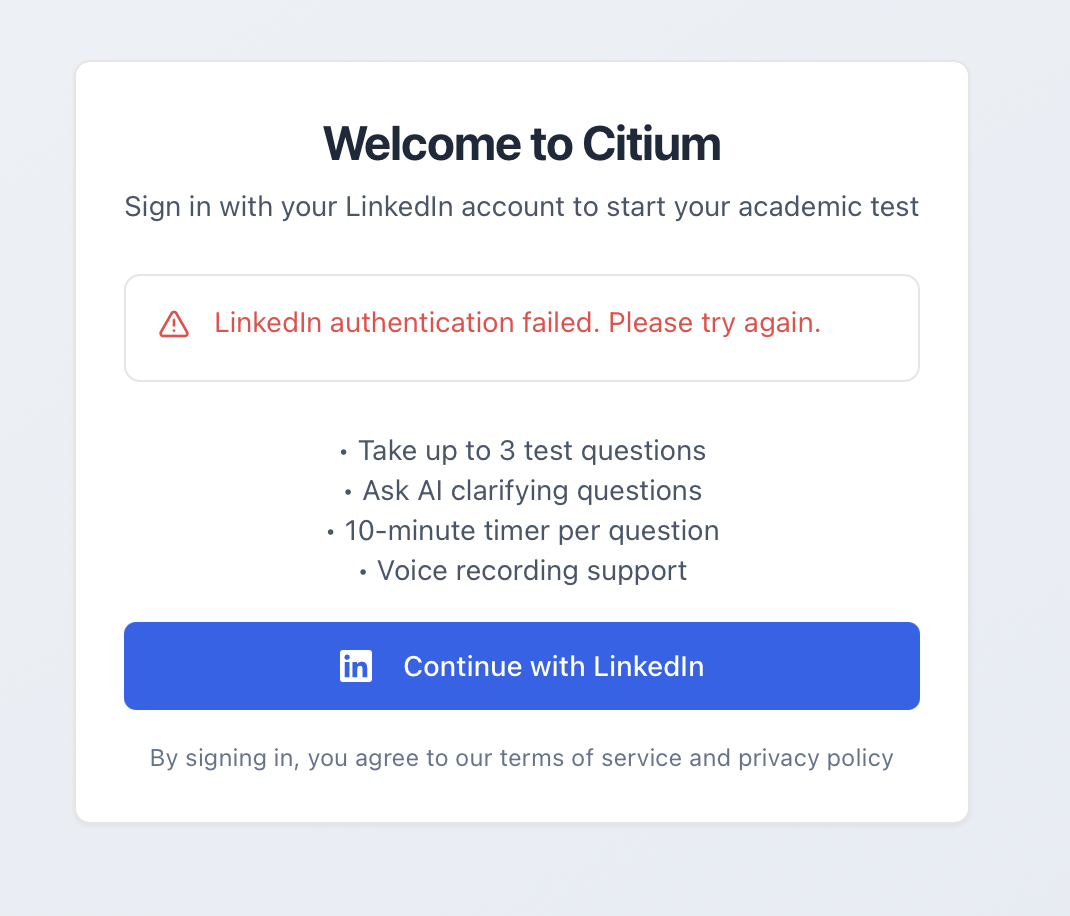 Welcome to Citium
Sign in with your LinkedIn account to start your academic test
LinkedIn authentication failed. Please try again.
• Take up to 3 test questions
• Ask AI clarifying questions
• 10-minute timer per question
• Voice recording support
in Continue with LinkedIn
By signing in, you agree to our terms of service and privacy policy